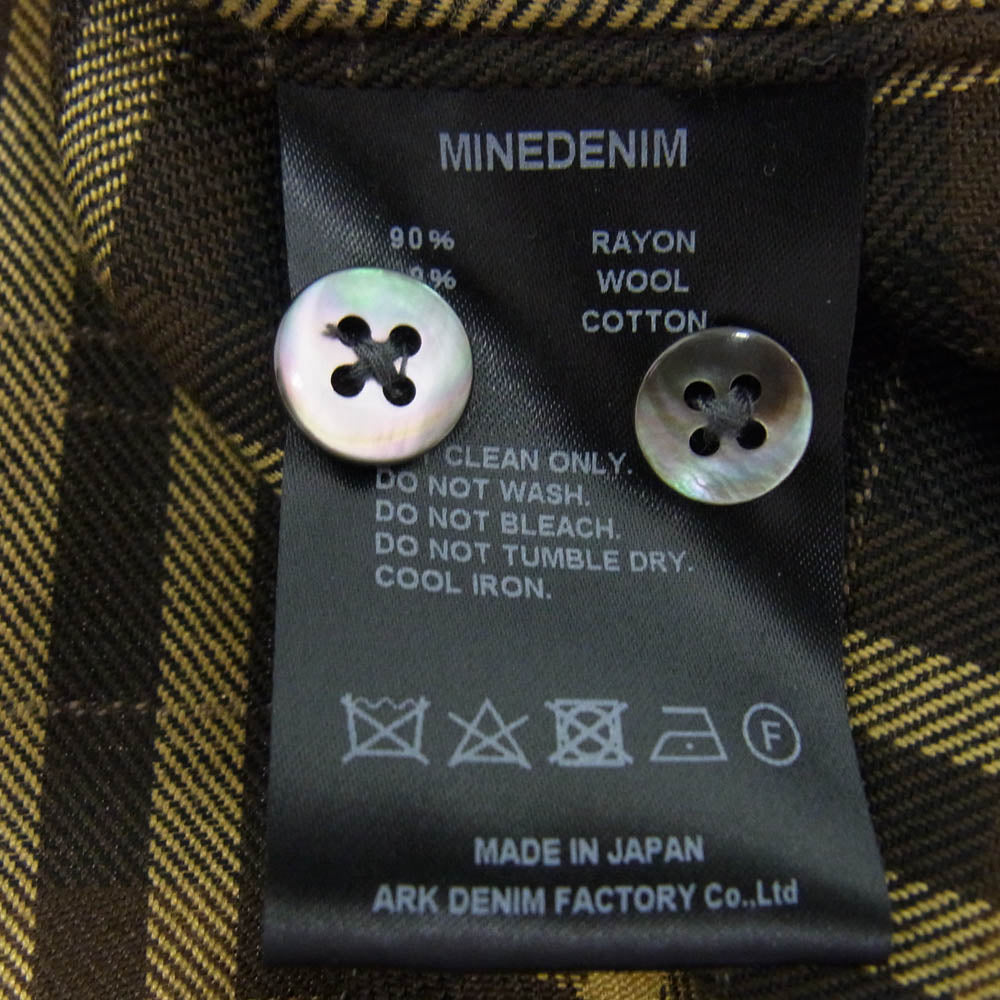 MINEDENIM
90% RAYON
% WOOL
COTTON
CLEAN ONLY.
DO NOT WASH.
DO NOT BLEACH.
DO NOT TUMBLE DRY.
COOL IRON.
F
MADE IN JAPAN
ARK DENIM FACTORY Co.,Ltd